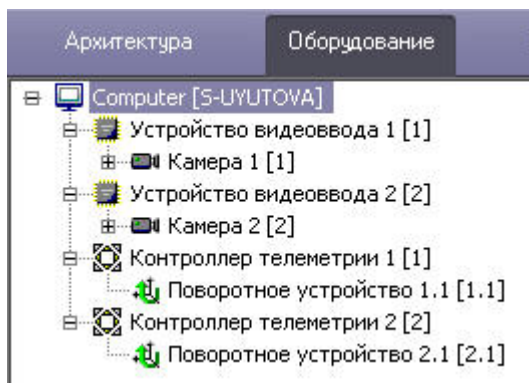 Архитектура Оборудование
Computer [S-UYUTOVA]
Устройство видеоввода 1 [1]
Камера 1 [1]
Устройство видеоввода 2 [2]
Камера 2 [2]
Контроллер телеметрии 1 [1]
Поворотное устройство 1.1 [1.1]
Контроллер телеметрии 2 [2]
Поворотное устройство 2.1 [2.1]